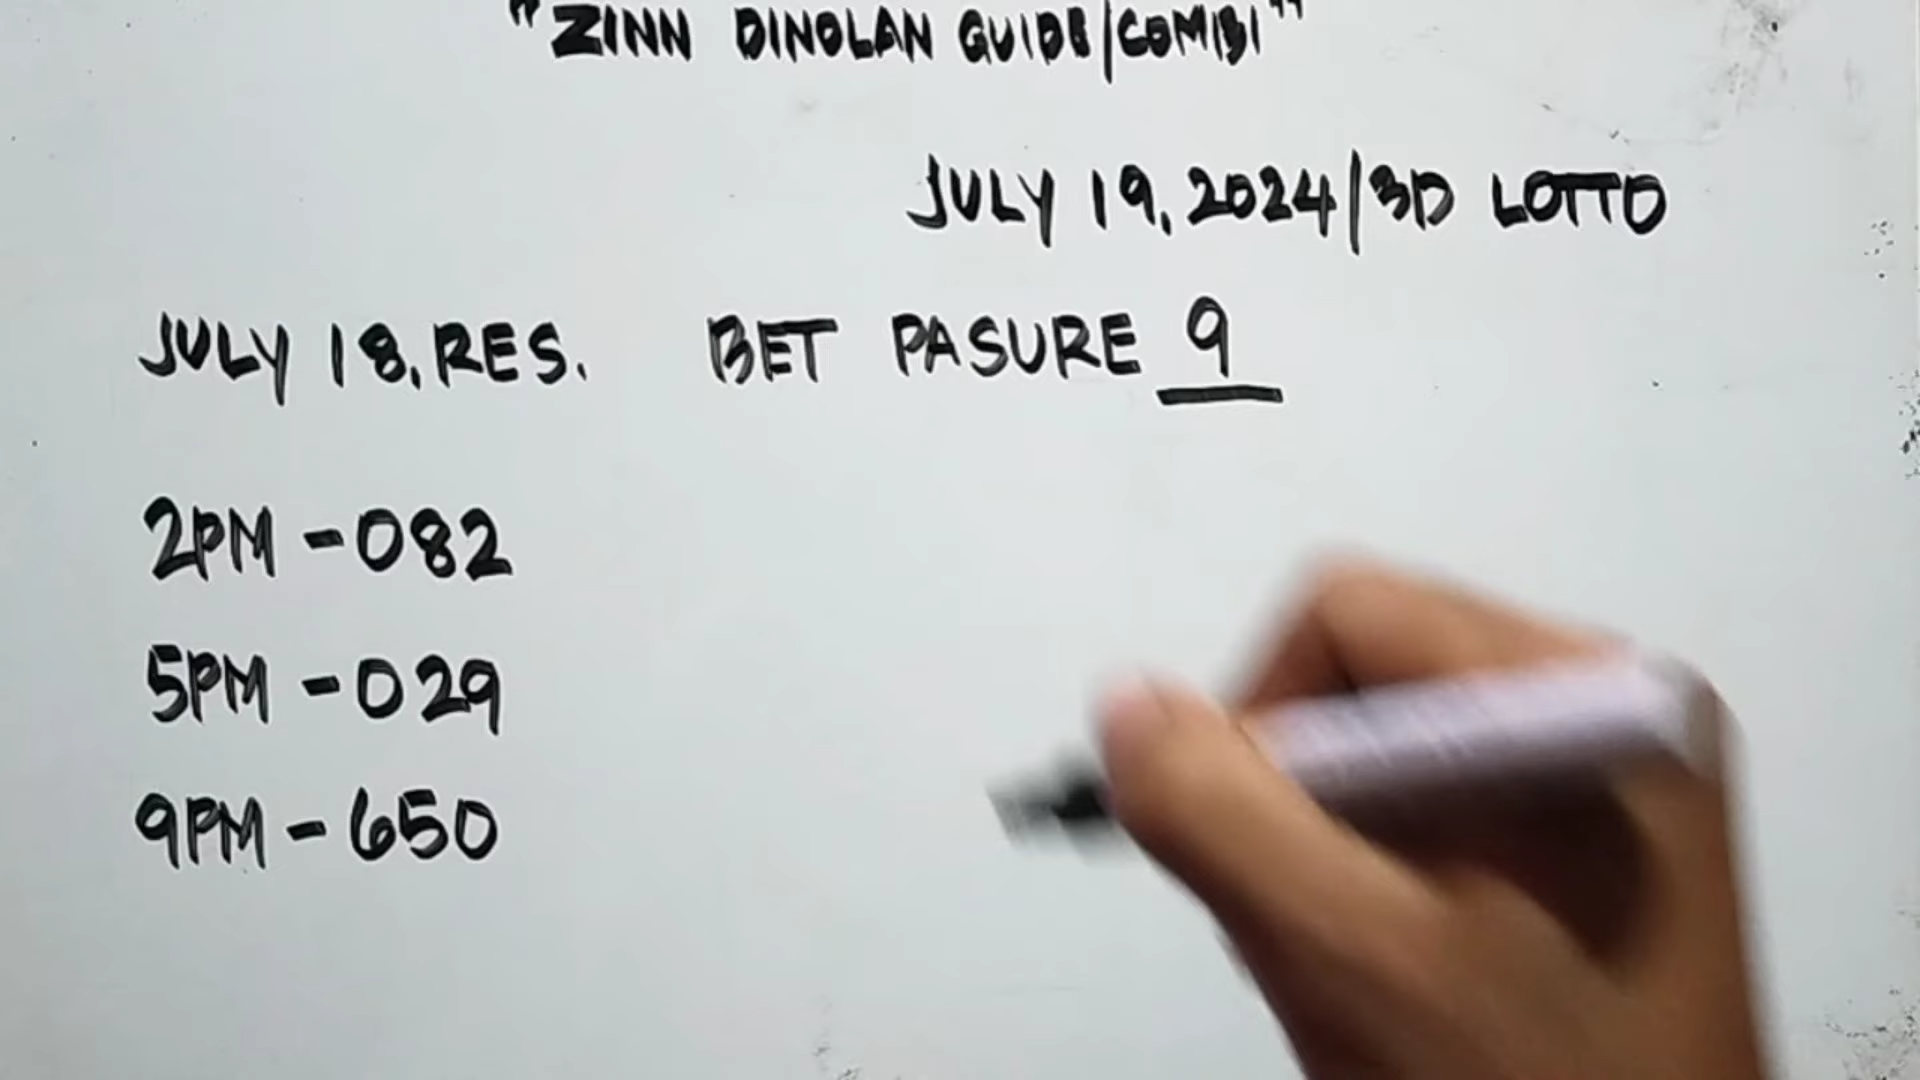 "ZINN DINOLAN GUIDE/COMBI"
JULY 19, 2024/3D LOTTO
JULY 18, RES. BET PASURE 9
2PM - 082
5PM - 029
9PM - 650